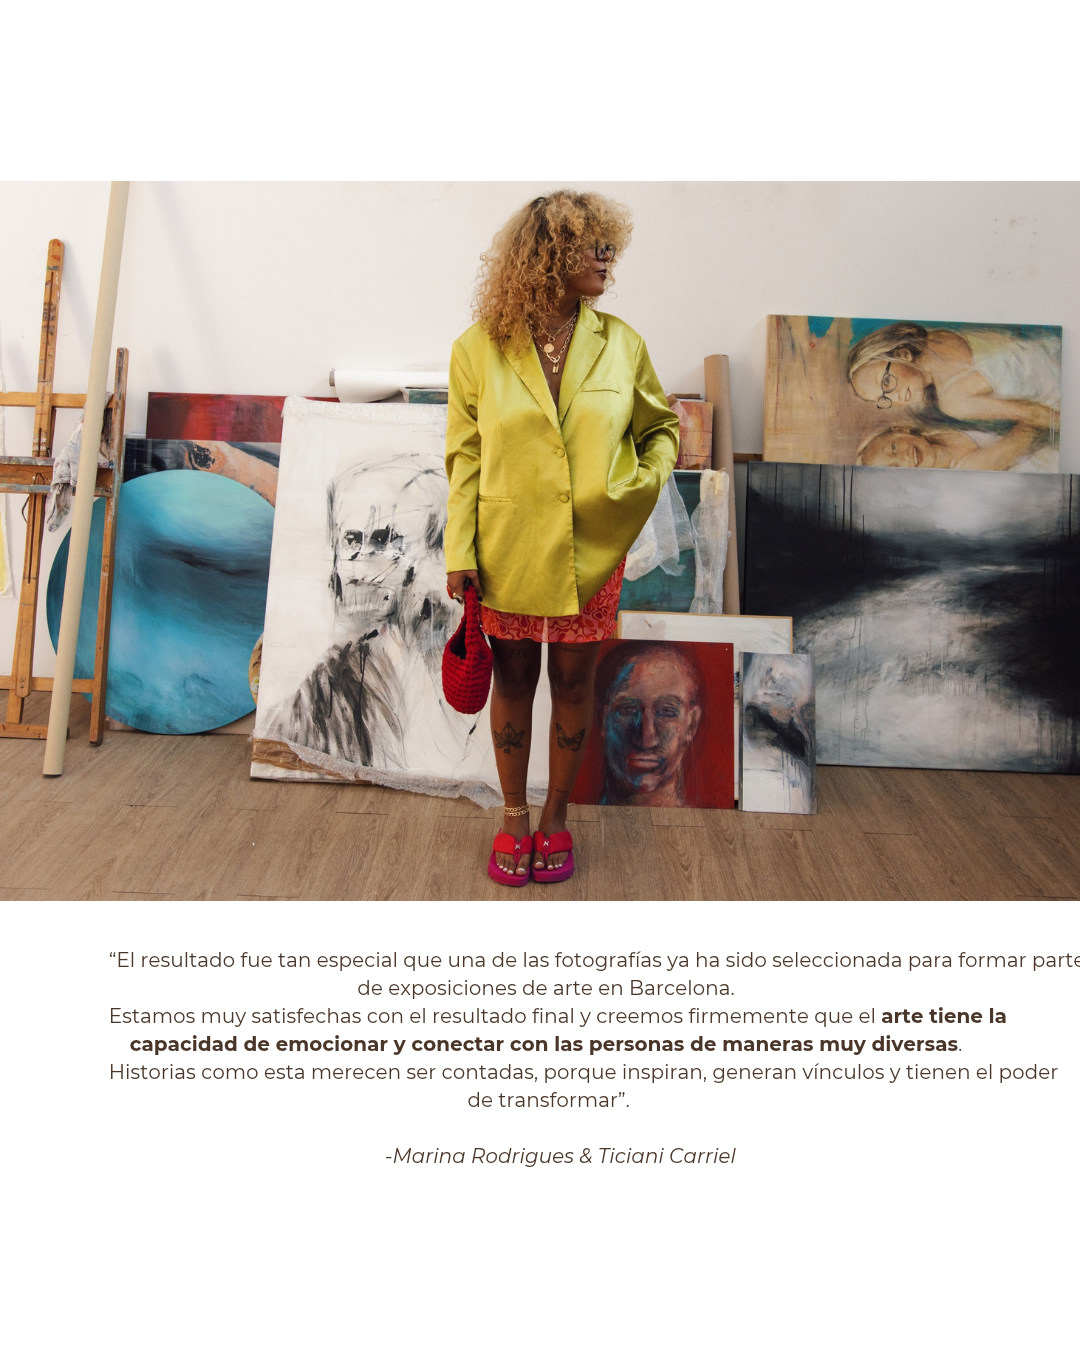 “El resultado fue tan especial que una de las fotografías ya ha sido seleccionada para formar parte
de exposiciones de arte en Barcelona.
Estamos muy satisfechas con el resultado final y creemos firmemente que el arte tiene la
capacidad de emocionar y conectar con las personas de maneras muy diversas.
Historias como esta merecen ser contadas, porque inspiran, generan vínculos y tienen el poder
de transformar”.
-Marina Rodrigues & Ticiani Carriel